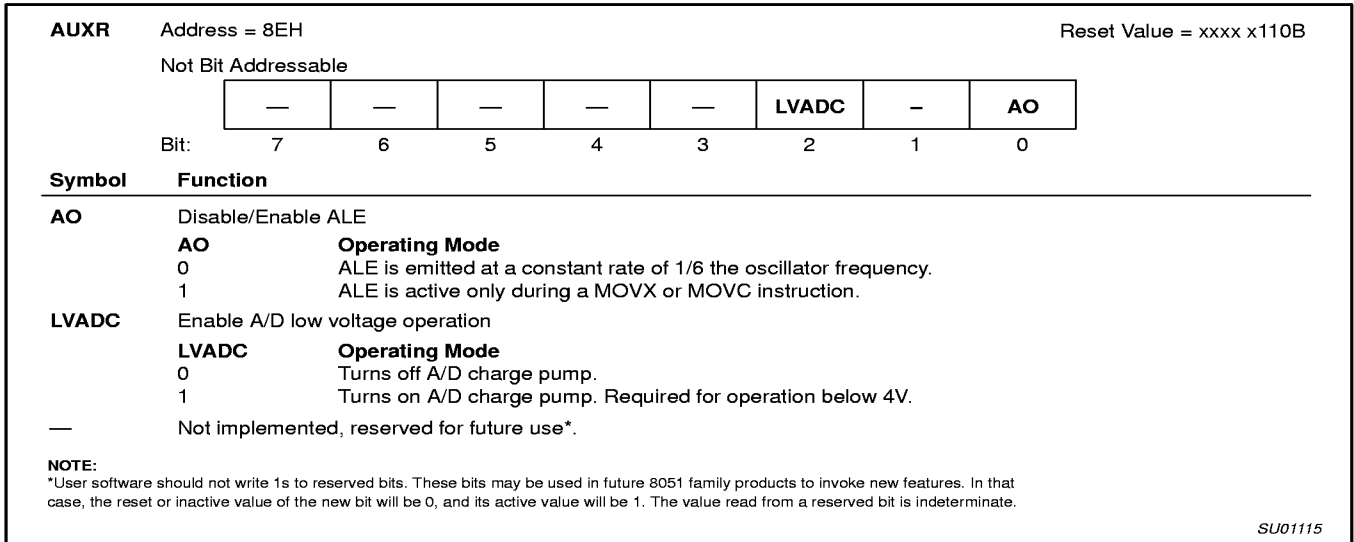 AUXR Address = 8EH Reset Value = xxxx x110B
Not Bit Addressable
— — — — — LVADC – AO
Bit: 7 6 5 4 3 2 1 0
Symbol Function
AO Disable/Enable ALE
AO Operating Mode
0 ALE is emitted at a constant rate of 1/6 the oscillator frequency.
1 ALE is active only during a MOVX or MOVC instruction.
LVADC Enable A/D low voltage operation
LVADC Operating Mode
0 Turns off A/D charge pump.
1 Turns on A/D charge pump. Required for operation below 4V.
— Not implemented, reserved for future use*.
NOTE:
*User software should not write 1s to reserved bits. These bits may be used in future 8051 family products to invoke new features. In that
case, the reset or inactive value of the new bit will be 0, and its active value will be 1. The value read from a reserved bit is indeterminate.
SU01115